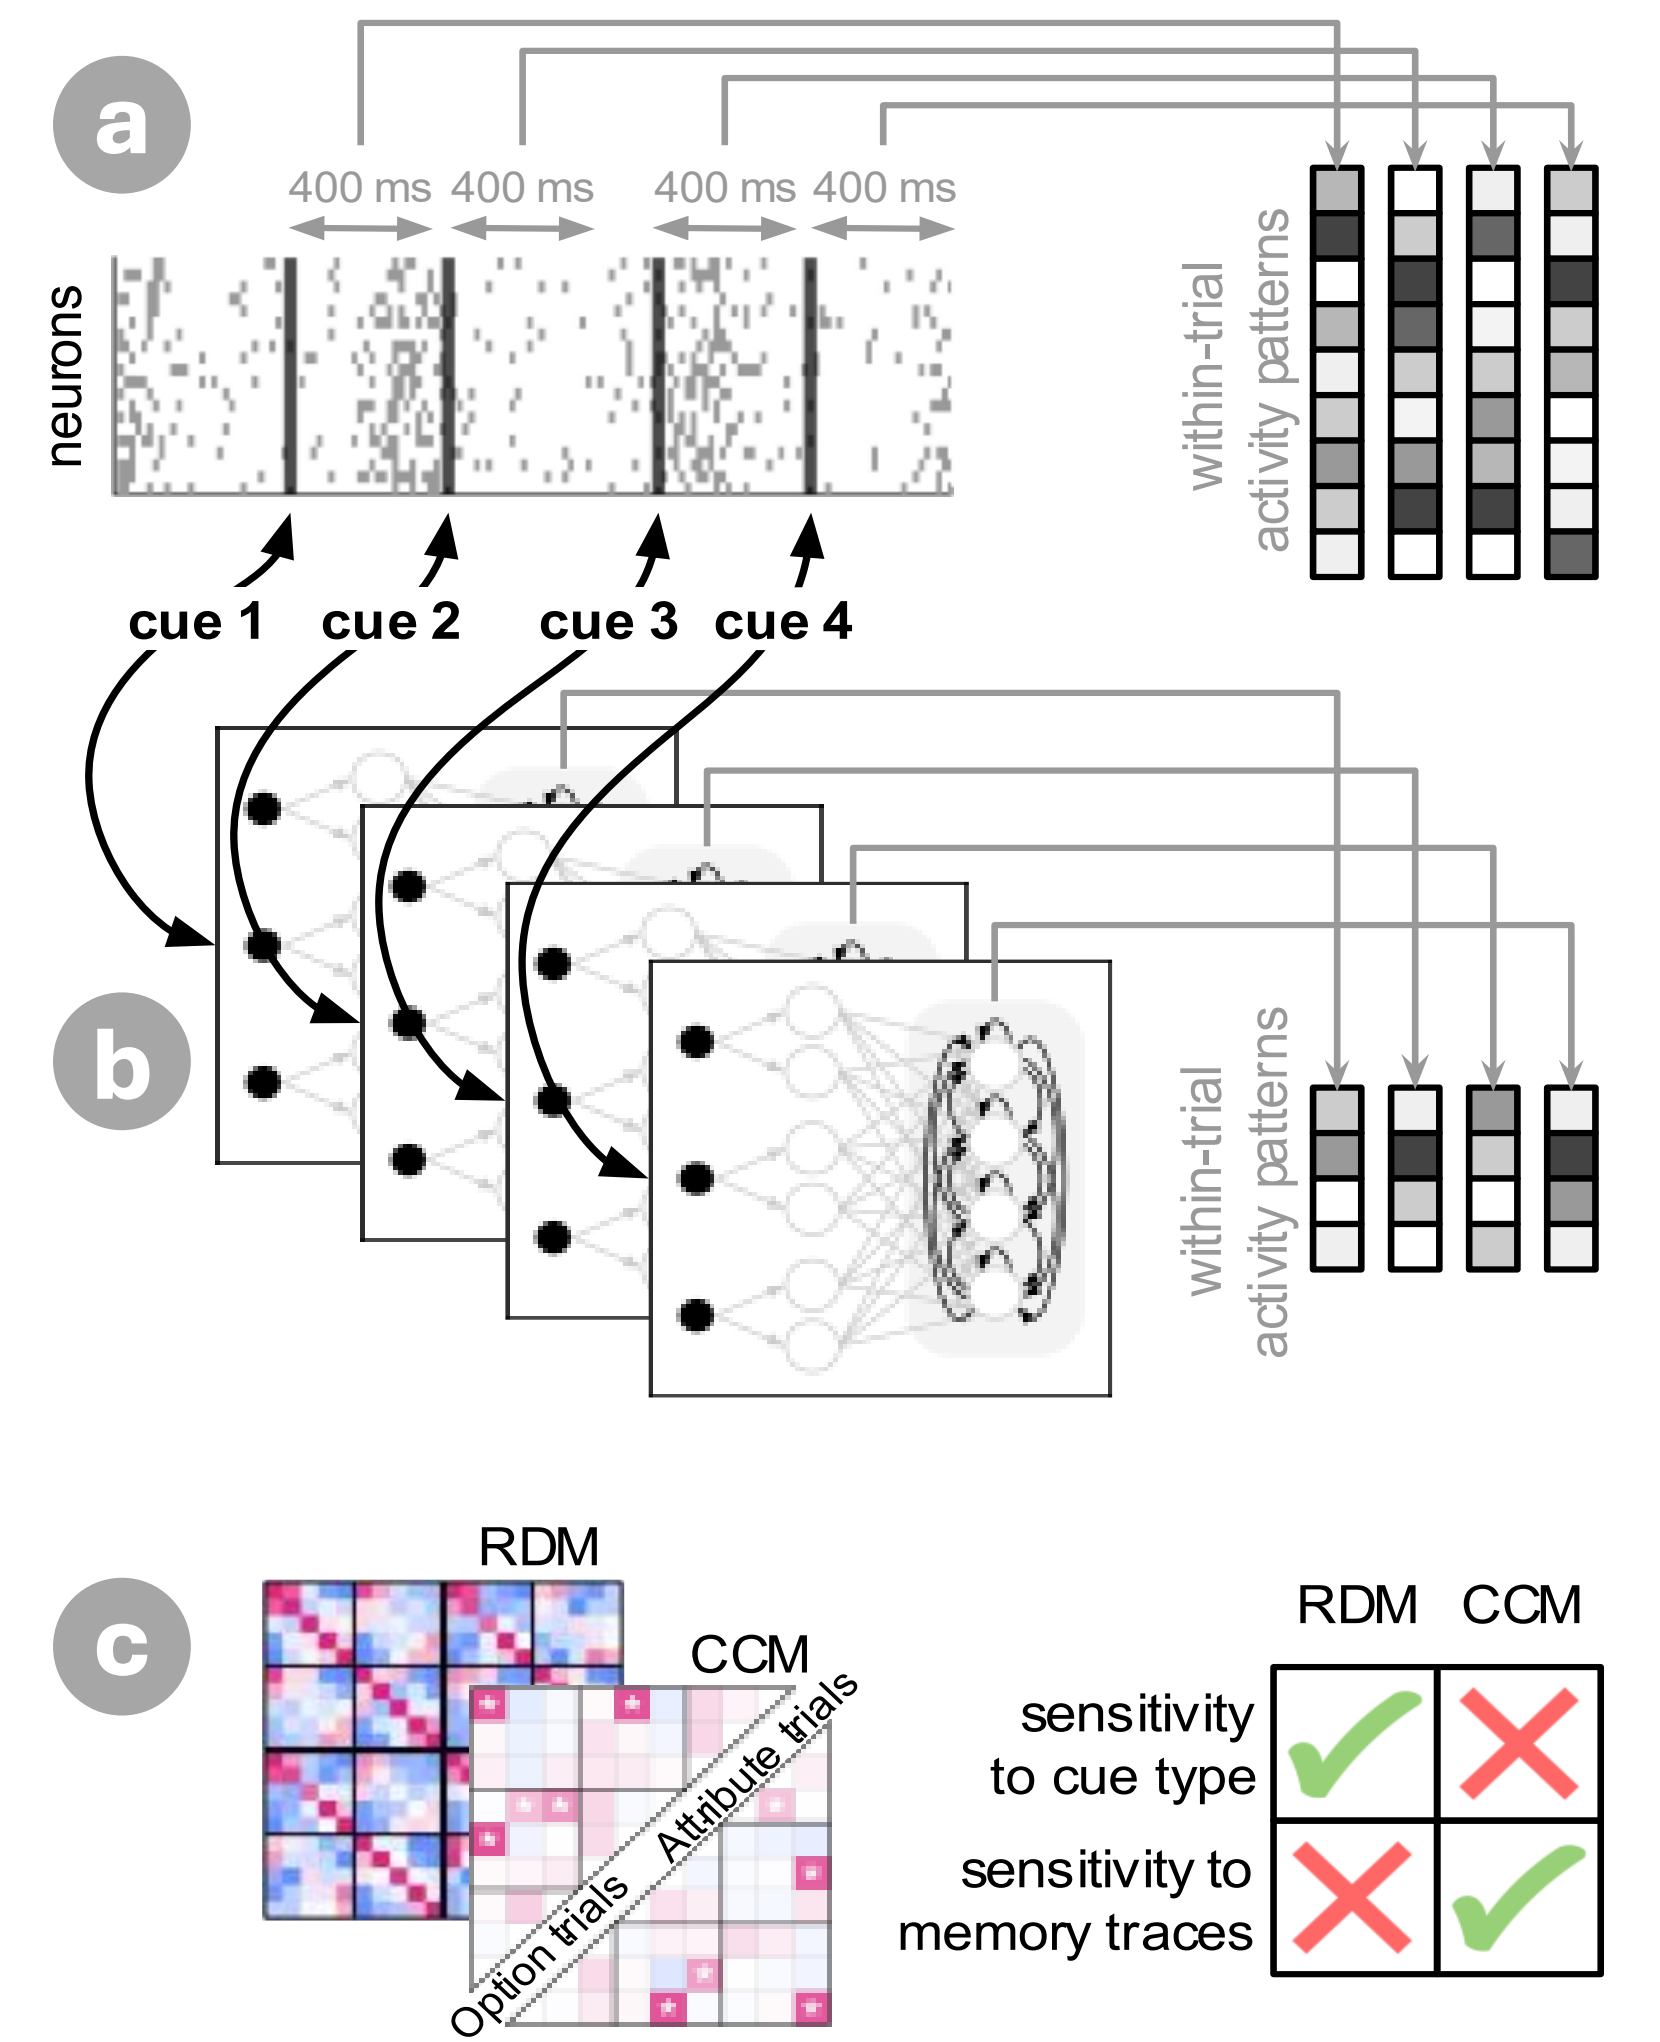 a
400 ms 400 ms 400 ms 400 ms
neurons
within-trial
activity patterns
cue 1 cue 2 cue 3 cue 4
b
within-trial
activity patterns
c
RDM
CCM
Attribute trials
Option trials
RDM CCM
sensitivity
to cue type
sensitivity to
memory traces